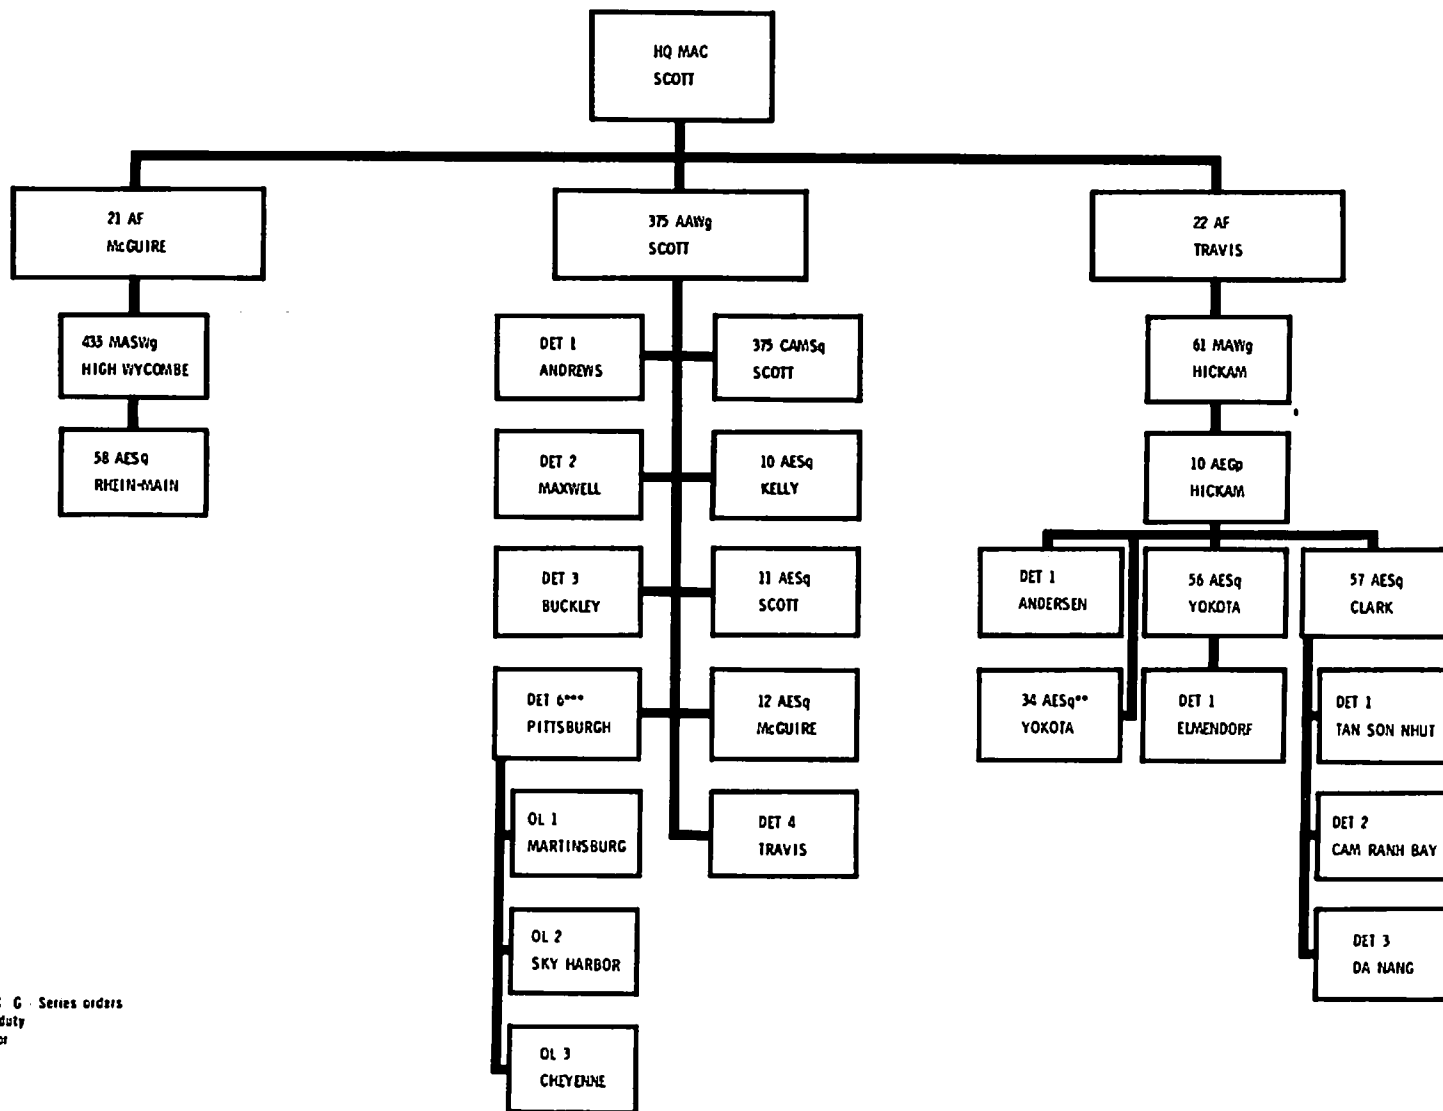 HQ MAC
SCOTT
21 AF
McGUIRE
375 AAWg
SCOTT
22 AF
TRAVIS
435 MASWg
HIGH WYCOMBE
58 AESq
RHEIN-MAIN
DET 1
ANDREWS
375 CAMSq
SCOTT
DET 2
MAXWELL
10 AESq
KELLY
DET 3
BUCKLEY
11 AESq
SCOTT
DET 6***
PITTSBURGH
12 AESq
McGUIRE
OL 1
MARTINSBURG
DET 4
TRAVIS
OL 2
SKY HARBOR
OL 3
CHEYENNE
61 MAWg
HICKAM
10 AEGp
HICKAM
DET 1
ANDERSEN
56 AESq
YOKOTA
57 AESq
CLARK
34 AESq**
YOKOTA
DET 1
ELMENDORF
DET 1
TAN SON NHUT
DET 2
CAM RANH BAY
DET 3
DA NANG
G Series orders
duty